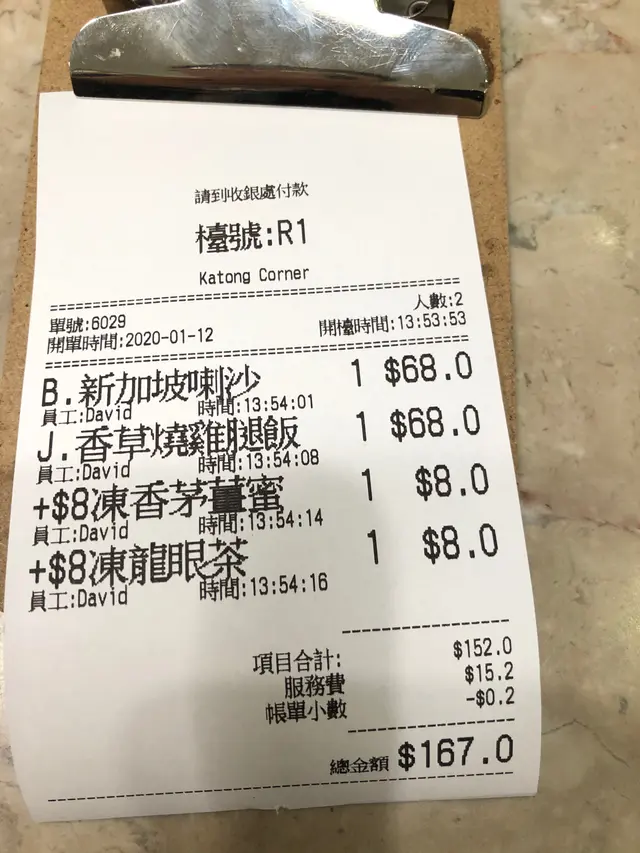 請到收銀處付款
檯號:R1
Katong Corner
人數:2
單號:6029
開單時間:2020-01-12 開檯時間:13:53:53
B.新加坡喇沙 1 $68.0
員工:David 時間:13:54:01
J.香草燒雞腿飯 1 $68.0
員工:David 時間:13:54:08
+$8凍香茅薑蜜 1 $8.0
員工:David 時間:13:54:14
+$8凍龍眼茶 1 $8.0
員工:David 時間:13:54:16
項目合計: $152.0
服務費 $15.2
帳單小數 -$0.2
總金額 $167.0